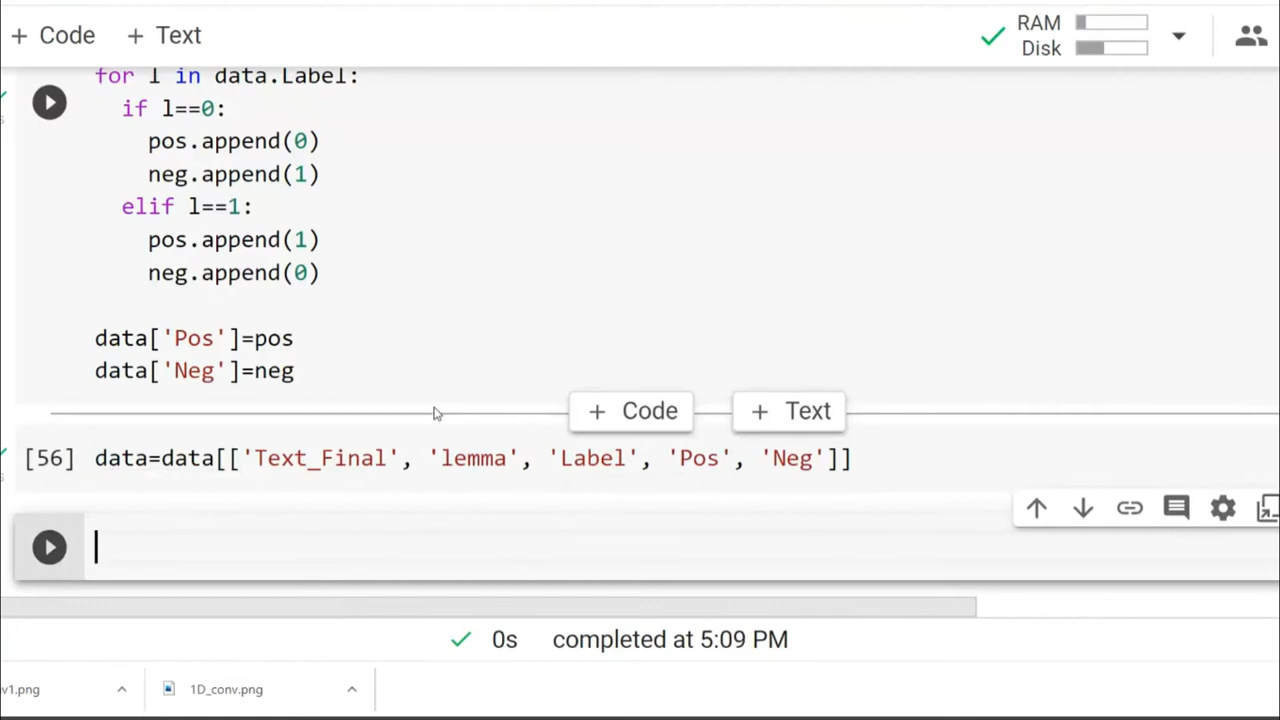 + Code + Text
RAM
Disk
for l in data.Label:
if l==0:
pos.append(0)
neg.append(1)
elif l==1:
pos.append(1)
neg.append(0)
data['Pos']=pos
data['Neg']=neg
+ Code + Text
[56] data=data[['Text_Final', 'lemma', 'Label', 'Pos', 'Neg']]
0s completed at 5:09 PM
v1.png 1D_conv.png